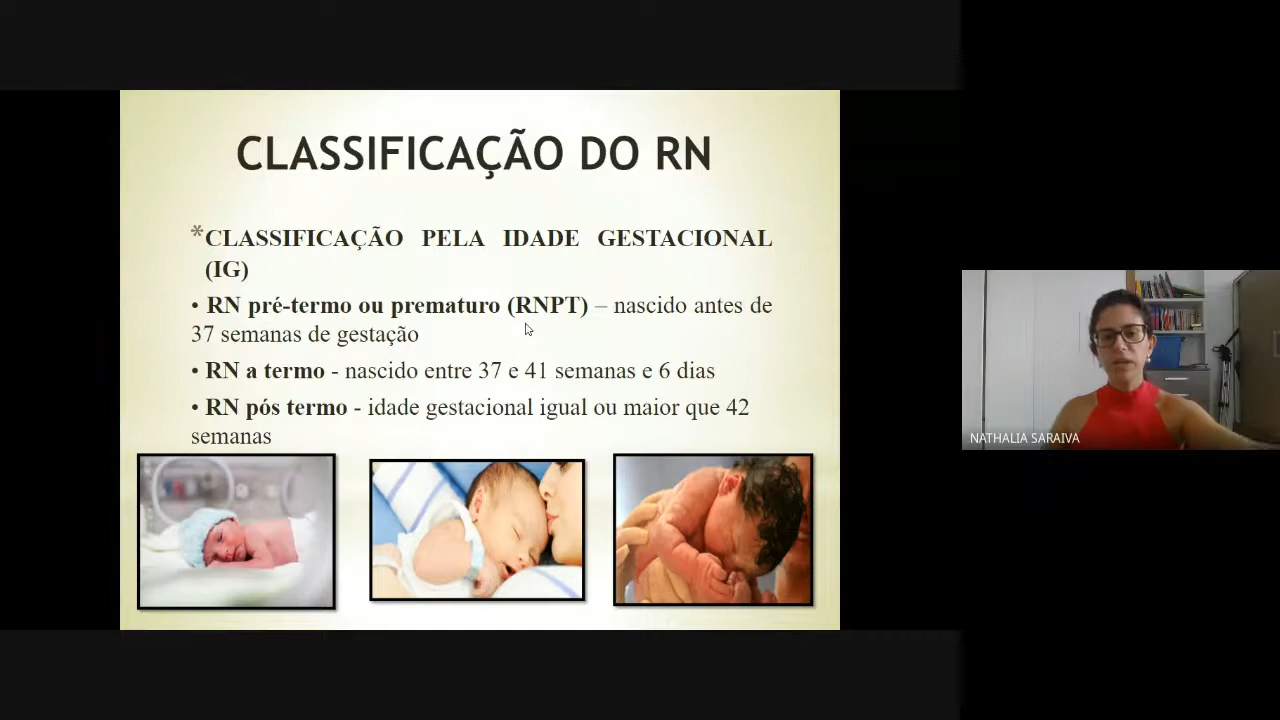 CLASSIFICAÇÃO DO RN
*CLASSIFICAÇÃO PELA IDADE GESTACIONAL
(IG)
• RN pré-termo ou prematuro (RNPT) – nascido antes de
37 semanas de gestação
• RN a termo - nascido entre 37 e 41 semanas e 6 dias
• RN pós termo - idade gestacional igual ou maior que 42
semanas
NATHALIA SARAIVA